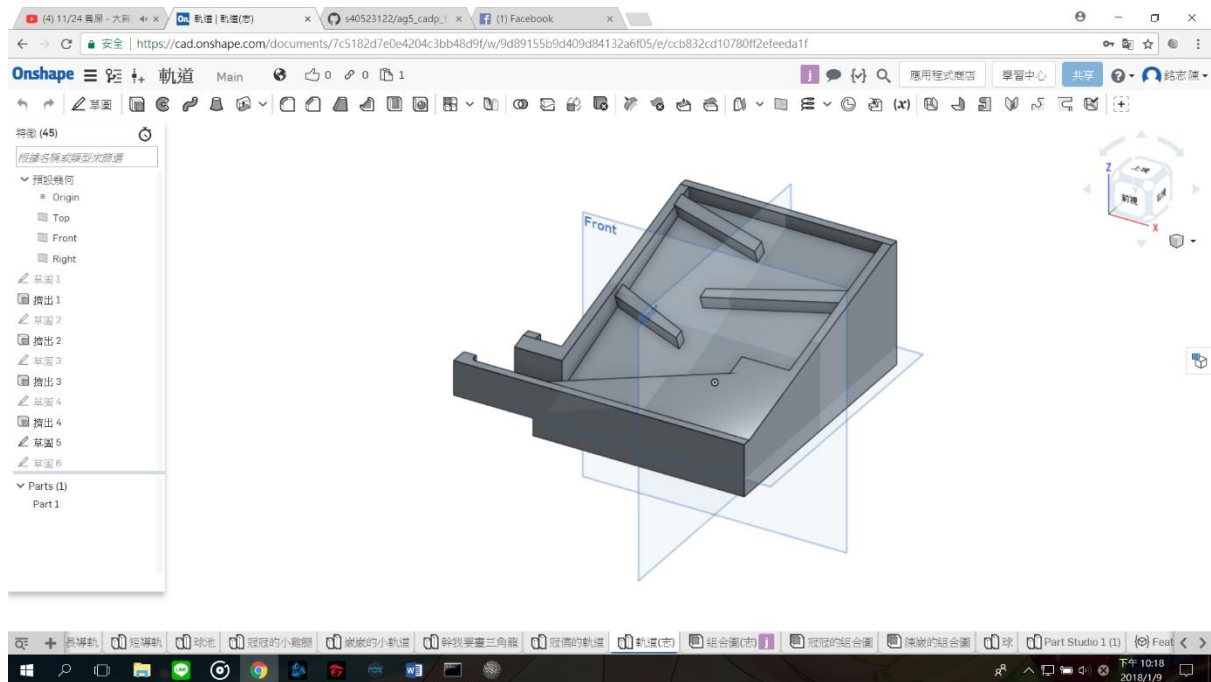 (4) 11/24 鳥屎 - 大頭
軌道 | 軌道(志)
s40523122/ag5_cadp_l
(1) Facebook
安全 | https://cad.onshape.com/documents/7c5182d7e0e4204c3bb48d9f/w/9d89155b9d409d84132a6f05/e/ccb832cd10780ff2efeeda1f
Onshape 軌道 Main 0 0 1
j 應用程式商店 學習中心 共享 銘志陳
草圖 (x)
特徵 (45)
根據名稱或類型來篩選
預設幾何
Origin
Top
Front
Right
草圖 1
擠出 1
草圖 2
擠出 2
草圖 3
擠出 3
草圖 4
擠出 4
草圖 5
草圖 6
Parts (1)
Part 1
Front
Right
Z
上視
前視
X
長導軌 短導軌 球池 冠冠的小雞腿 崴崴的小軌道 幹我要畫三角龍 冠儒的軌道 軌道(志) 組合圖(志) j 冠冠的組合圖 陳崴的組合圖 球 Part Studio 1 (1) Feat
下午 10:18
2018/1/9